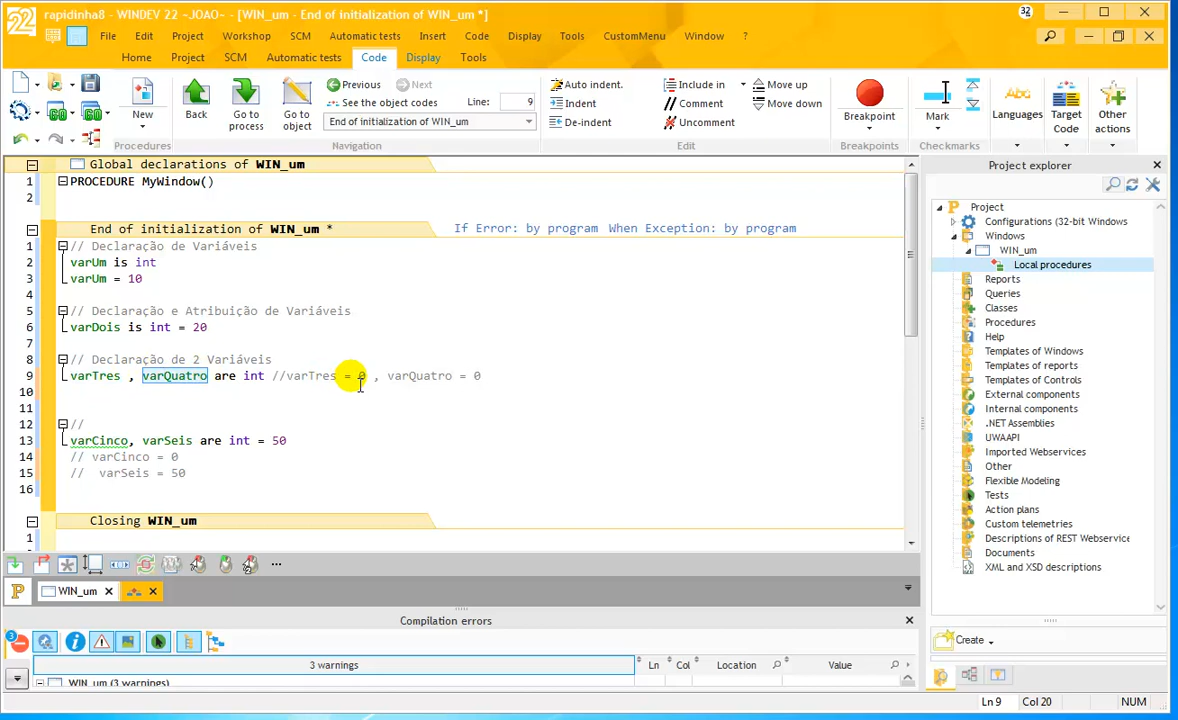 22 rapidinha8 - WINDEV 22 -JOAO- - [WIN_um - End of initialization of WIN_um *] 32
File Edit Project Workshop SCM Automatic tests Insert Code Display Tools CustomMenu Window ?
Home Project SCM Automatic tests Code Display Tools
New Back Go to process Go to object Previous Next
See the object codes Line: 9
End of initialization of WIN_um
Auto indent. Include in Move up
Indent // Comment Move down
De-indent Uncomment
Breakpoint Mark Languages Target Code Other actions
Procedures Navigation Edit Breakpoints Checkmarks
Global declarations of WIN_um
1 PROCEDURE MyWindow()
2
End of initialization of WIN_um * If Error: by program When Exception: by program
1 // Declaração de Variáveis
2 varUm is int
3 varUm = 10
4
5 // Declaração e Atribuição de Variáveis
6 varDois is int = 20
7
8 // Declaração de 2 Variáveis
9 varTres , varQuatro are int //varTres = 0 , varQuatro = 0
10
11
12 //
13 varCinco, varSeis are int = 50
14 // varCinco = 0
15 // varSeis = 50
16
Closing WIN_um
1
P WIN_um
Compilation errors
3
3 warnings Ln Col Location Value
WIN_um (3 warnings)
Project explorer
Project
Configurations (32-bit Windows
Windows
WIN_um
Local procedures
Reports
Queries
Classes
Procedures
Help
Templates of Windows
Templates of reports
Templates of Controls
External components
Internal components
.NET Assemblies
UWAAPI
Imported Webservices
Other
Flexible Modeling
Tests
Action plans
Custom telemetries
Descriptions of REST Webservice
Documents
XML and XSD descriptions
Create
Ln 9 Col 20 NUM